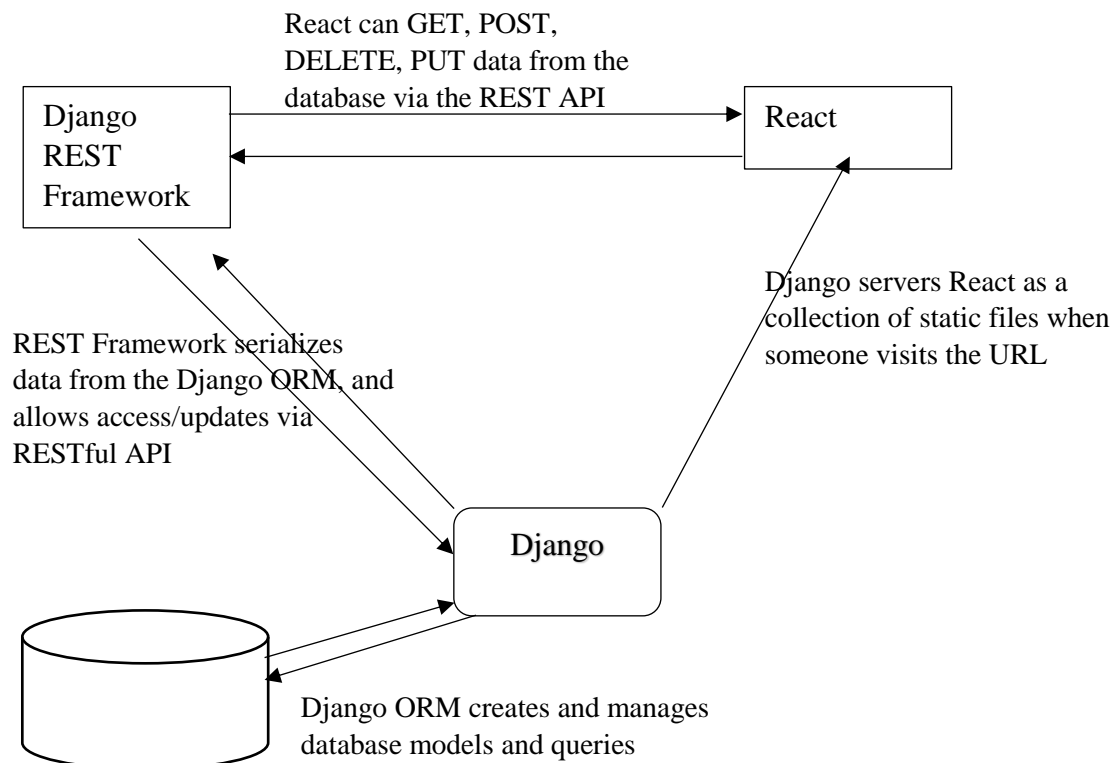 React can GET, POST,
DELETE, PUT data from the
database via the REST API
Django
REST
Framework
React
Django servers React as a
collection of static files when
someone visits the URL
REST Framework serializes
data from the Django ORM, and
allows access/updates via
RESTful API
Django
Django ORM creates and manages
database models and queries